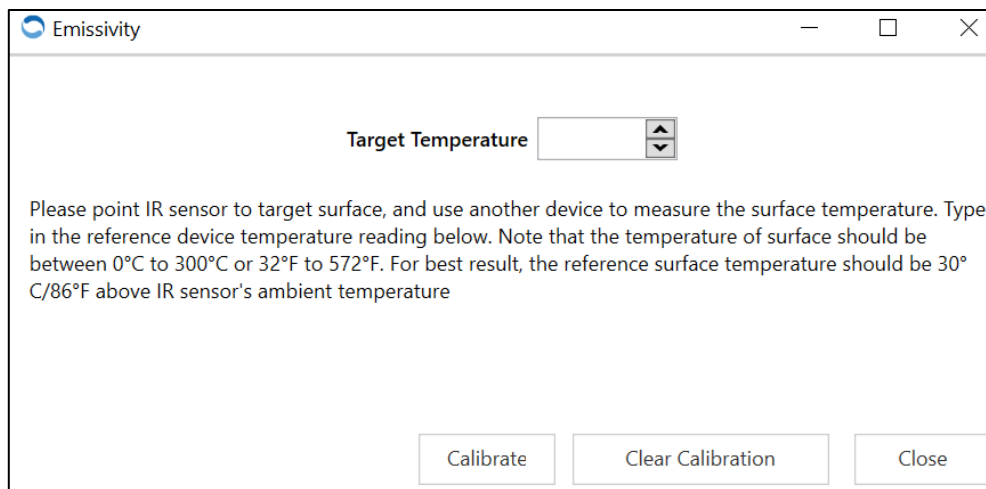 Emissivity
Target Temperature
Please point IR sensor to target surface, and use another device to measure the surface temperature. Type
in the reference device temperature reading below. Note that the temperature of surface should be
between 0°C to 300°C or 32°F to 572°F. For best result, the reference surface temperature should be 30°
C/86°F above IR sensor's ambient temperature
Calibrate
Clear Calibration
Close